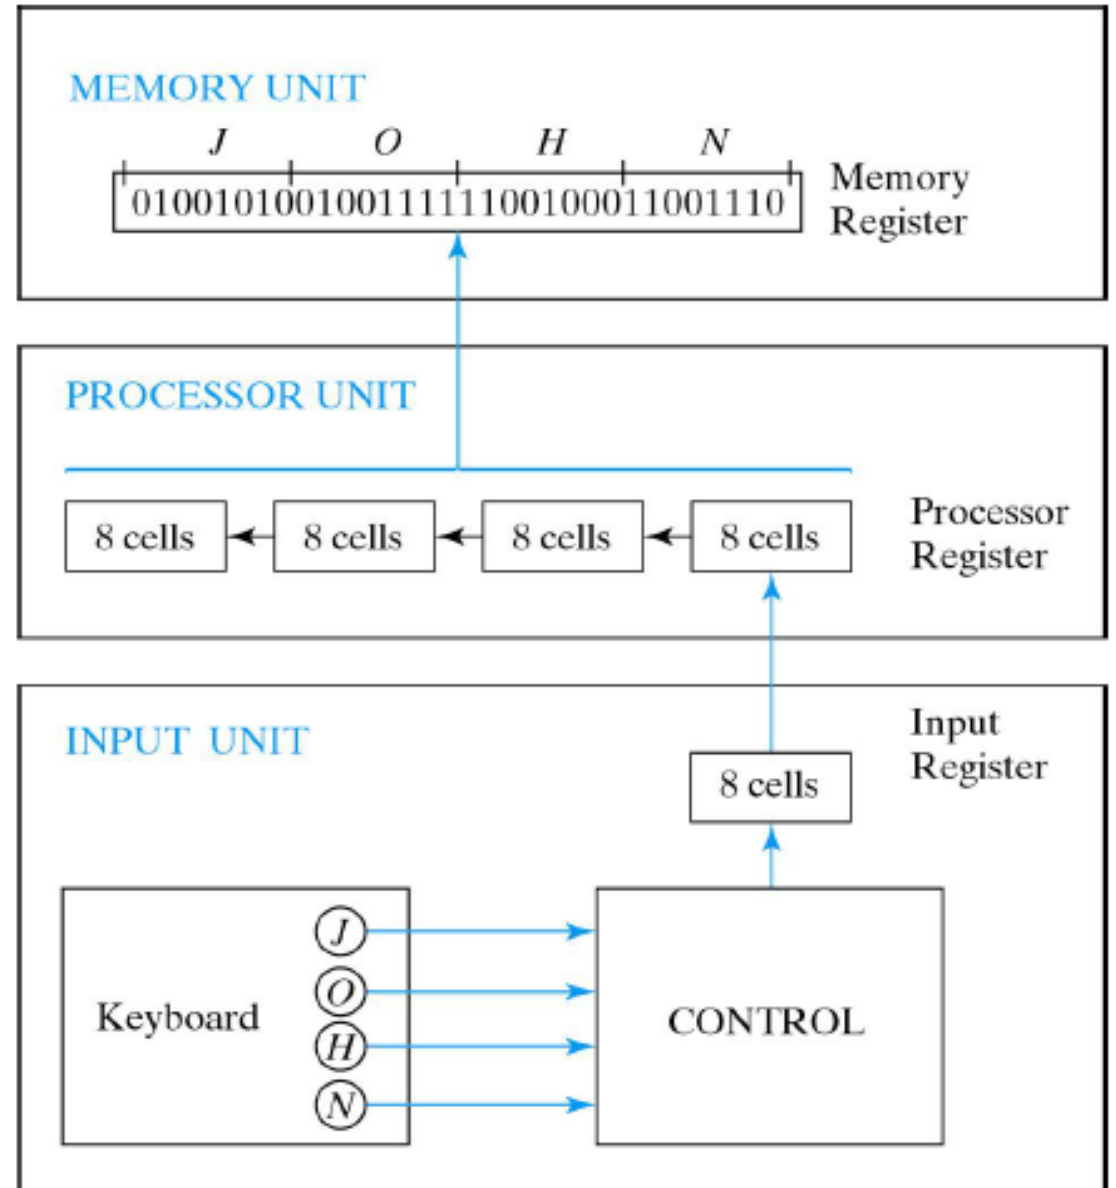 MEMORY UNIT
J O H N
01001010010011111100100011001110
Memory
Register
PROCESSOR UNIT
8 cells 8 cells 8 cells 8 cells
Processor
Register
INPUT UNIT
Input
Register
8 cells
J
O
Keyboard
CONTROL
H
N